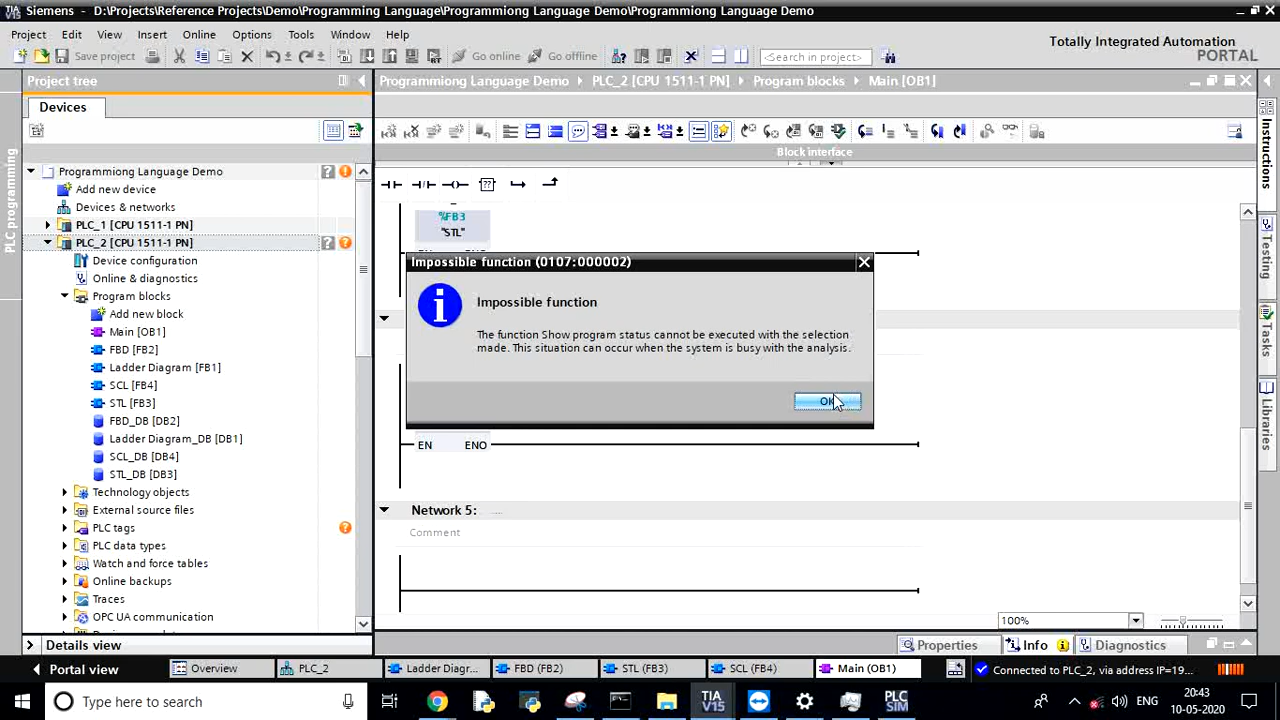 Siemens - D:\Projects\Reference Projects\Demo\Programming Language\Programmiong Language Demo\Programmiong Language Demo
TIA
V15
Project Edit View Insert Online Options Tools Window Help
Totally Integrated Automation
PORTAL
Save project
Go online
Go offline
<Search in project>
Project tree
Programmiong Language Demo
PLC_2 [CPU 1511-1 PN]
Program blocks
Main [OB1]
Devices
Block interface
PLC programming
Programmiong Language Demo
Add new device
Devices & networks
PLC_1 [CPU 1511-1 PN]
PLC_2 [CPU 1511-1 PN]
Device configuration
Online & diagnostics
Program blocks
Add new block
Main [OB1]
FBD [FB2]
Ladder Diagram [FB1]
SCL [FB4]
STL [FB3]
FBD_DB [DB2]
Ladder Diagram_DB [DB1]
SCL_DB [DB4]
STL_DB [DB3]
Technology objects
External source files
PLC tags
PLC data types
Watch and force tables
Online backups
Traces
OPC UA communication
Details view
%FB3
"STL"
Impossible function (0107:000002)
Impossible function
The function Show program status cannot be executed with the selection
made. This situation can occur when the system is busy with the analysis.
OK
EN ENO
Network 5: ....
Comment
100%
Instructions
Testing
Tasks
Libraries
Properties
Info
Diagnostics
Portal view
Overview
PLC_2
Ladder Diagr...
FBD (FB2)
STL (FB3)
SCL (FB4)
Main (OB1)
Connected to PLC_2, via address IP=19...
Type here to search
TIA
V15
PLC
SIM
ENG
20:43
10-05-2020